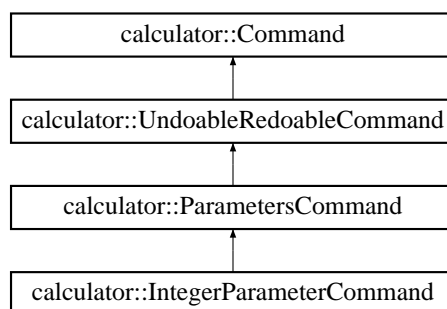 calculator::Command
calculator::UndoableRedoableCommand
calculator::ParametersCommand
calculator::IntegerParameterCommand